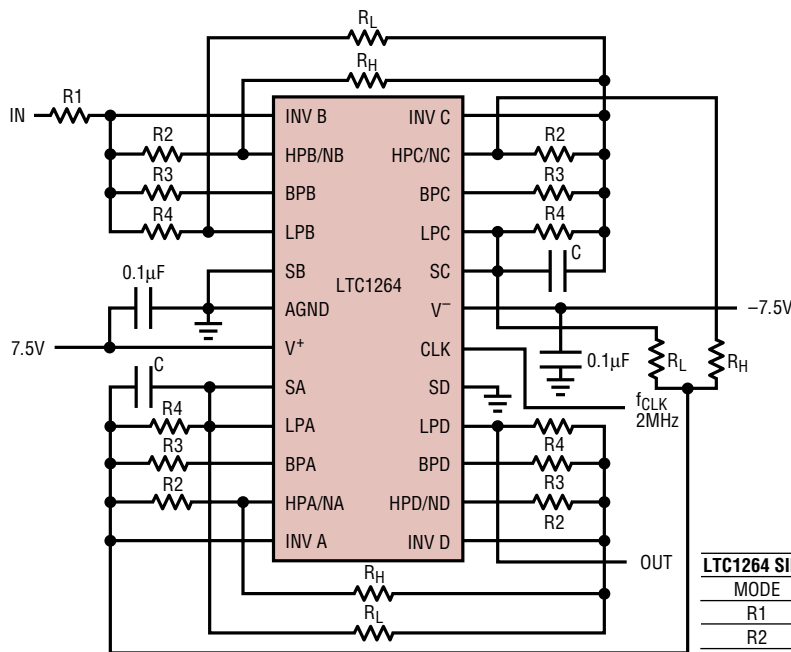 RL
RH
IN
R1
INV B
INV C
R2
HPB/NB
HPC/NC
R2
R3
BPB
BPC
R3
R4
LPB
LPC
R4
C
0.1µF
SB
SC
LTC1264
AGND
V–
–7.5V
7.5V
V+
CLK
0.1µF
RL
RH
C
SA
SD
fCLK
2MHz
R4
LPA
LPD
R3
BPA
BPD
R4
R2
HPA/NA
HPD/ND
R3
R2
INV A
INV D
OUT
RH
RL
LTC1264 SI
MODE
R1
R2